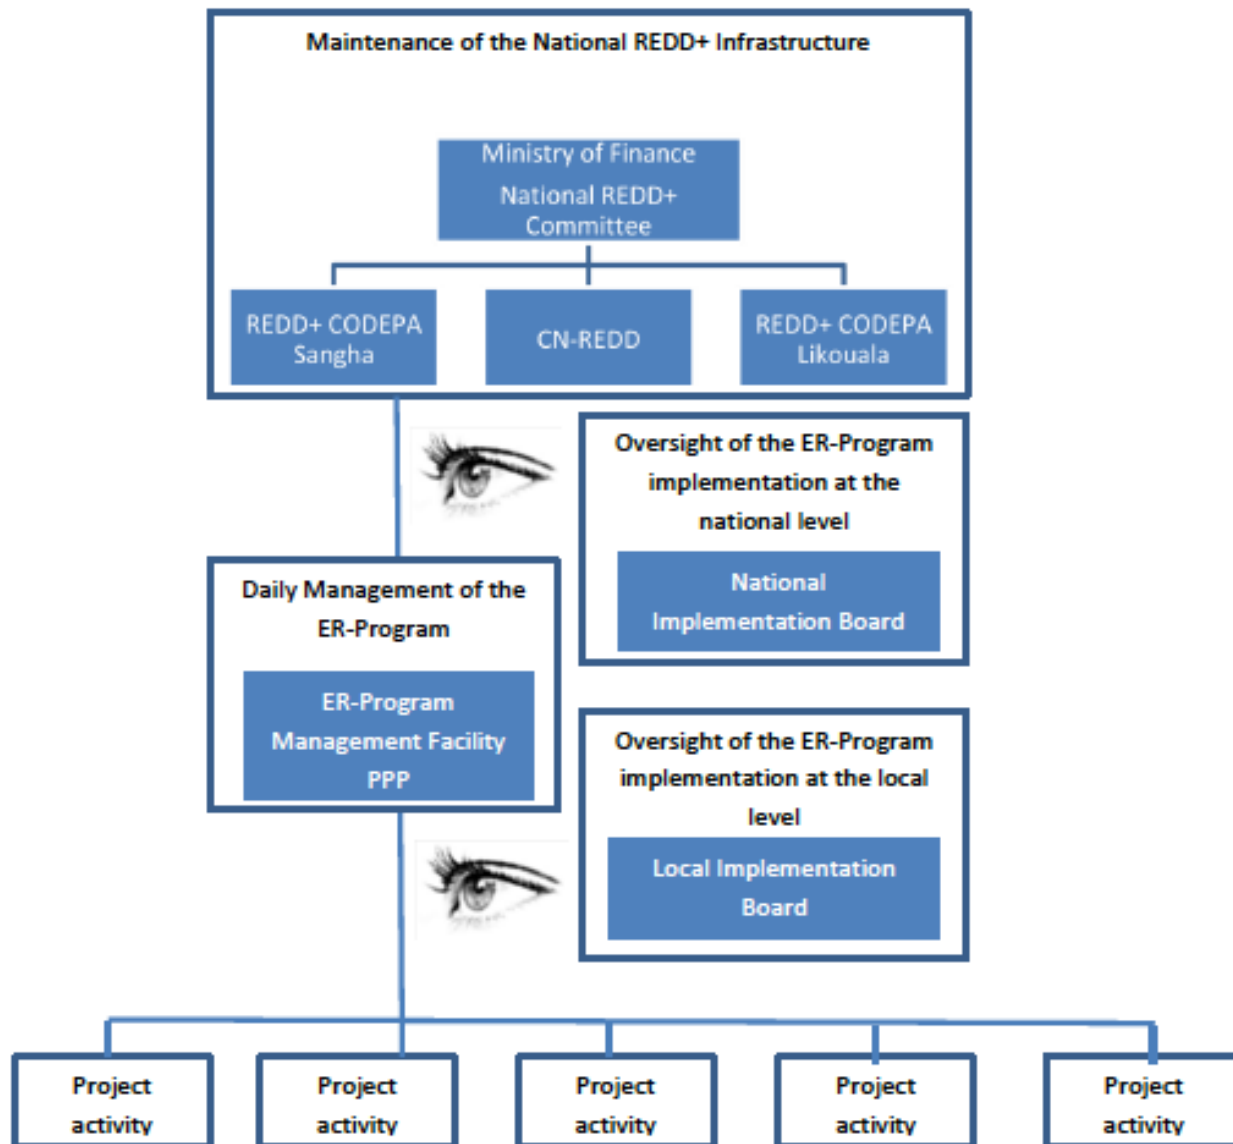 Maintenance of the National REDD+ Infrastructure
Ministry of Finance
National REDD+
Committee
REDD+ CODEPA
Sangha
CN-REDD
REDD+ CODEPA
Likouala
Oversight of the ER-Program
implementation at the
national level
National
Implementation Board
Daily Management of the
ER-Program
ER-Program
Management Facility
PPP
Oversight of the ER-Program
implementation at the local
level
Local Implementation
Board
Project
activity
Project
activity
Project
activity
Project
activity
Project
activity